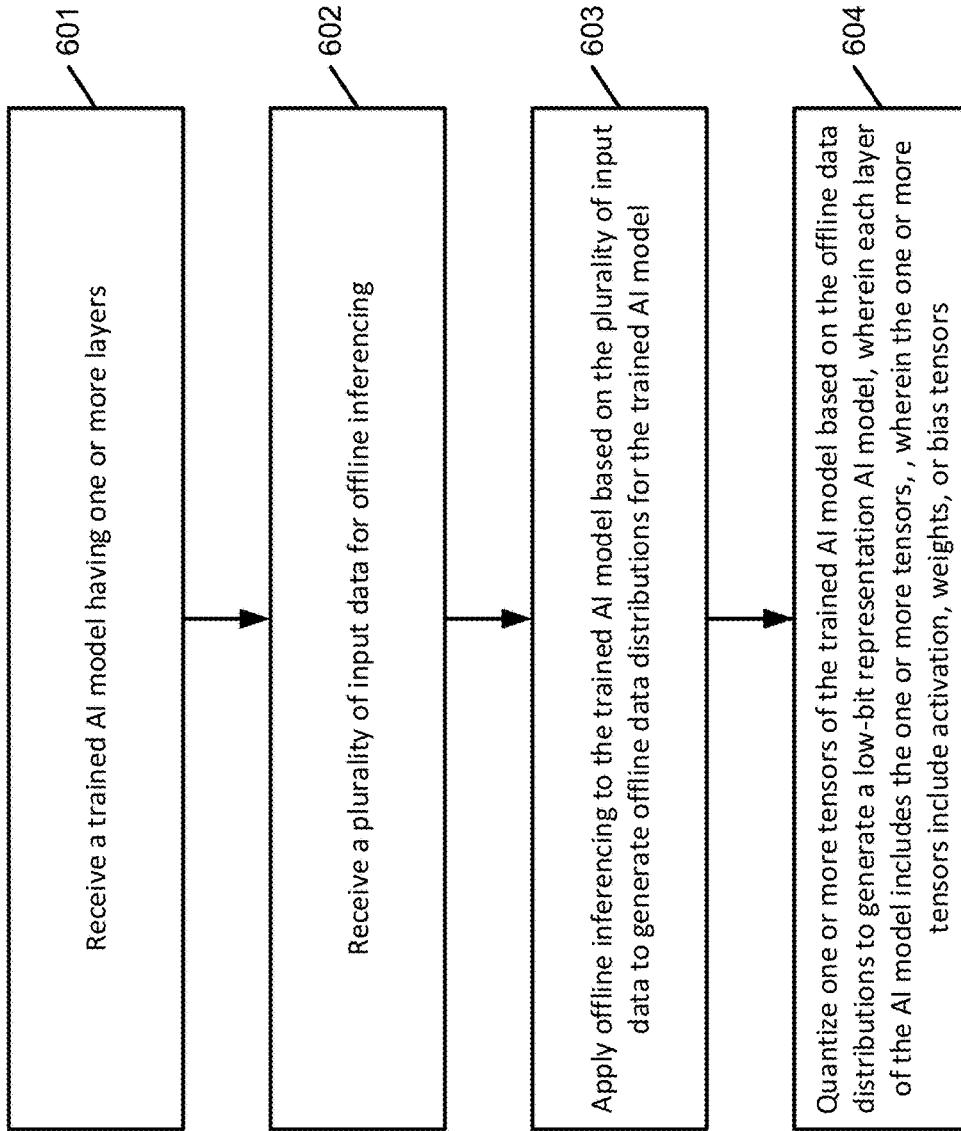 601
Receive a trained AI model having one or more layers
602
Receive a plurality of input data for offline inferencing
603
Apply offline inferencing to the trained AI model based on the plurality of input
data to generate offline data distributions for the trained AI model
604
Quantize one or more tensors of the trained AI model based on the offline data
distributions to generate a low-bit representation AI model, wherein each layer
of the AI model includes the one or more tensors, , wherein the one or more
tensors include activation, weights, or bias tensors